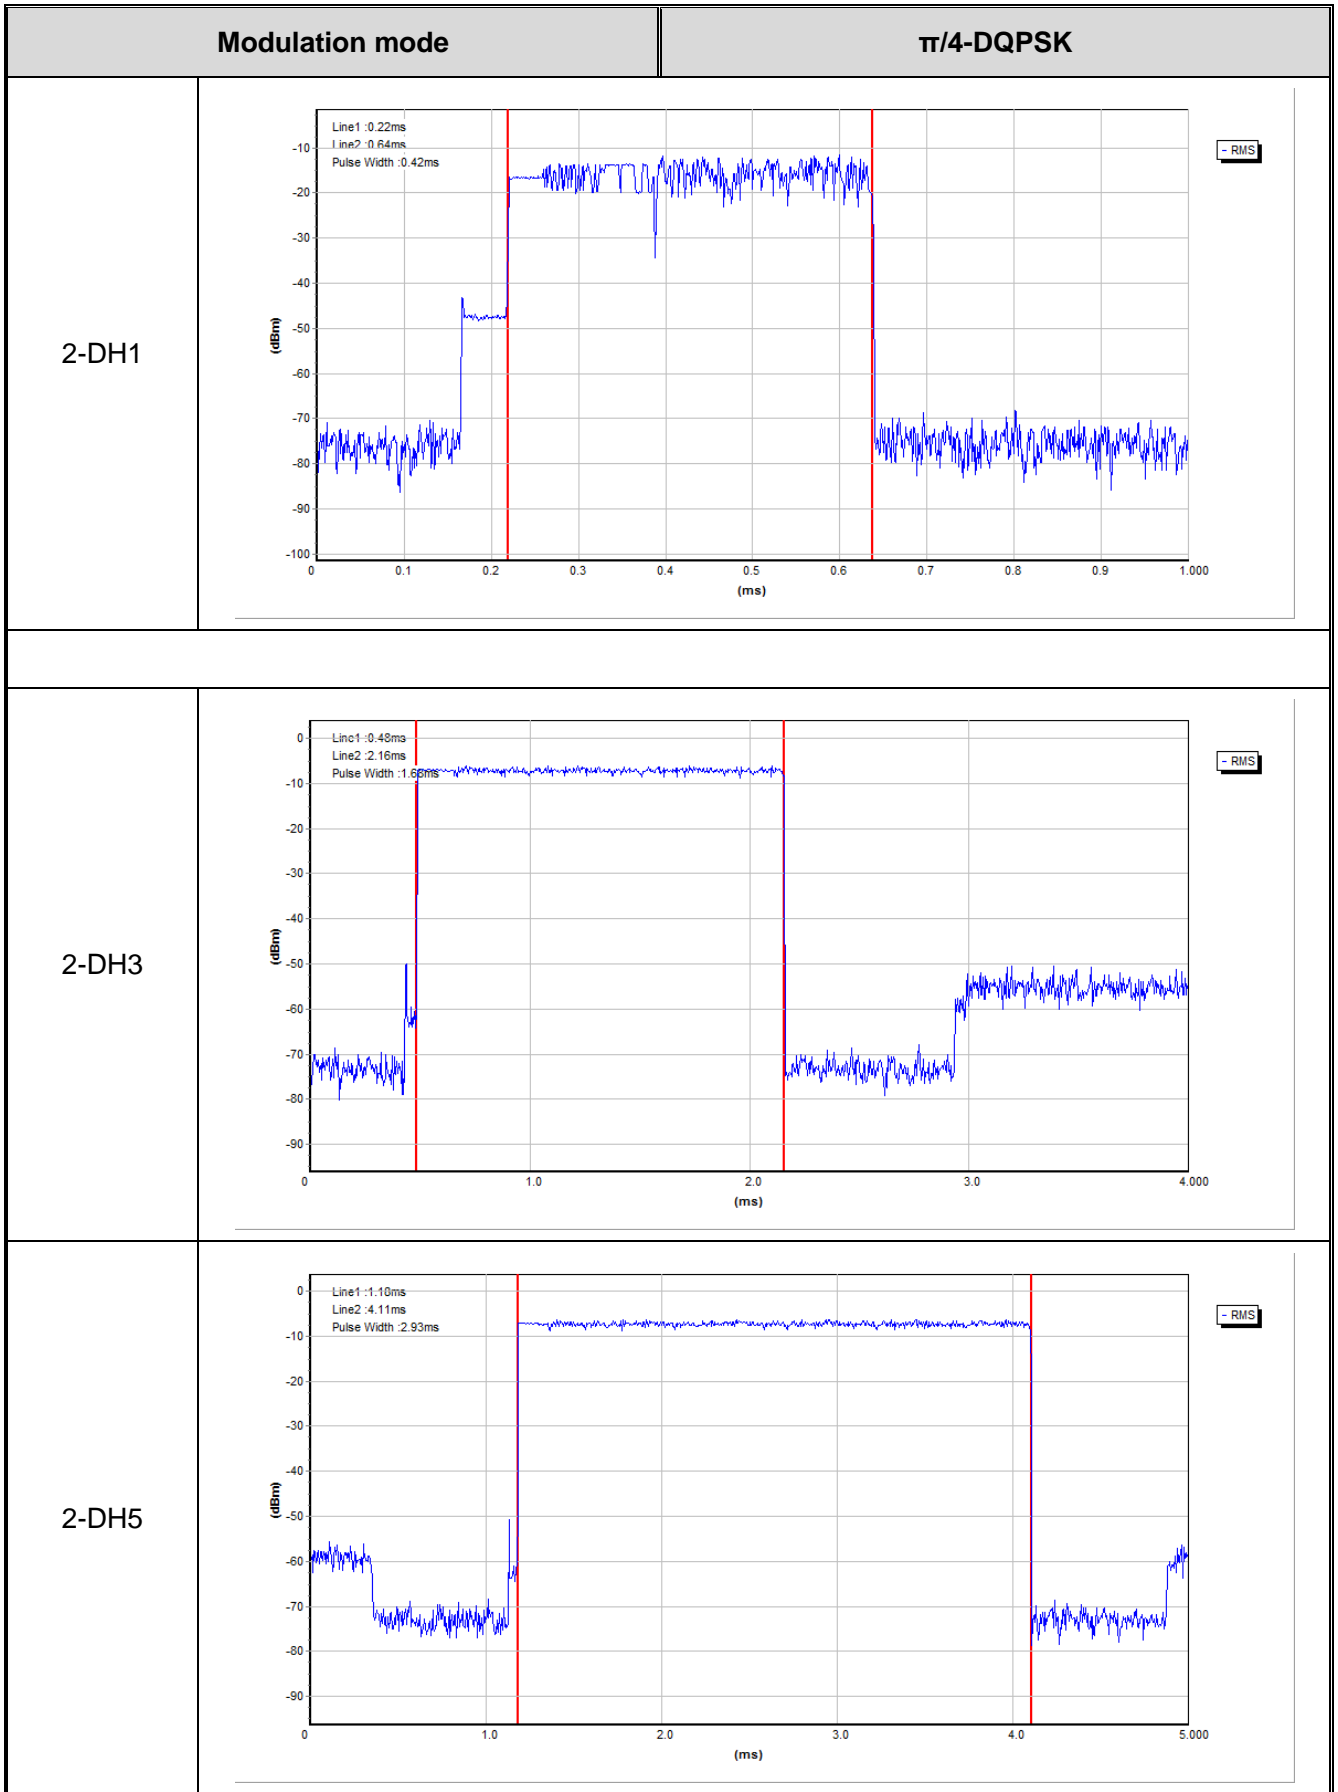 Modulation mode
π/4-DQPSK
2-DH1
Line1 :0.22ms
Line2 :0.64ms
Pulse Width :0.42ms
- RMS
-10
-20
-30
-40
-50
-60
-70
-80
-90
-100
(dBm)
0 0.1 0.2 0.3 0.4 0.5 0.6 0.7 0.8 0.9 1.000
(ms)
2-DH3
Line1 :0.48ms
Line2 :2.16ms
Pulse Width :1.68ms
- RMS
0
-10
-20
-30
-40
-50
-60
-70
-80
-90
(dBm)
0 1.0 2.0 3.0 4.000
(ms)
2-DH5
Line1 :1.18ms
Line2 :4.11ms
Pulse Width :2.93ms
- RMS
0
-10
-20
-30
-40
-50
-60
-70
-80
-90
(dBm)
0 1.0 2.0 3.0 4.0 5.000
(ms)